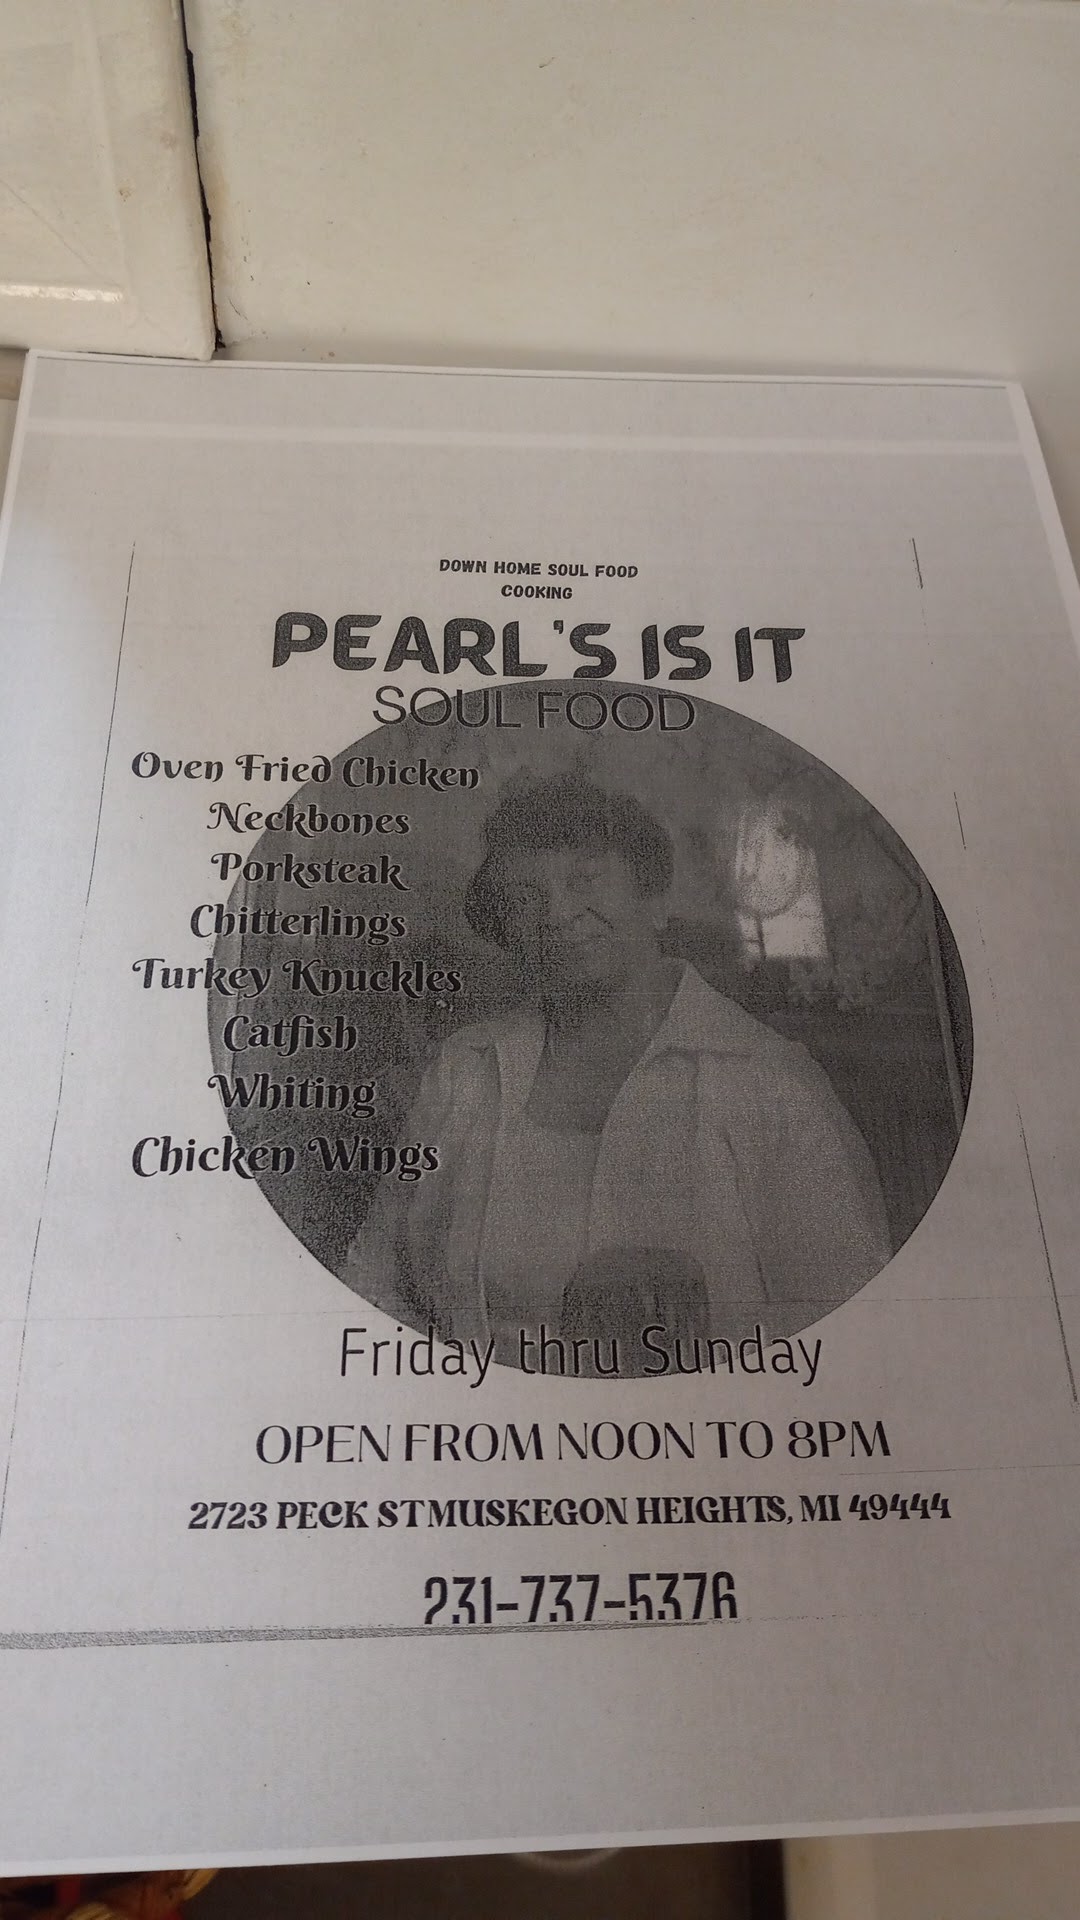 DOWN HOME SOUL FOOD
COOKING
PEARL'S IS IT
SOUL FOOD
Oven Fried Chicken
Neckbones
Porksteak
Chitterlings
Turkey Knuckles
Catfish
Whiting
Chicken Wings
Friday thru Sunday
OPEN FROM NOON TO 8PM
2723 PECK ST MUSKEGON HEIGHTS, MI 49444
231-737-5376